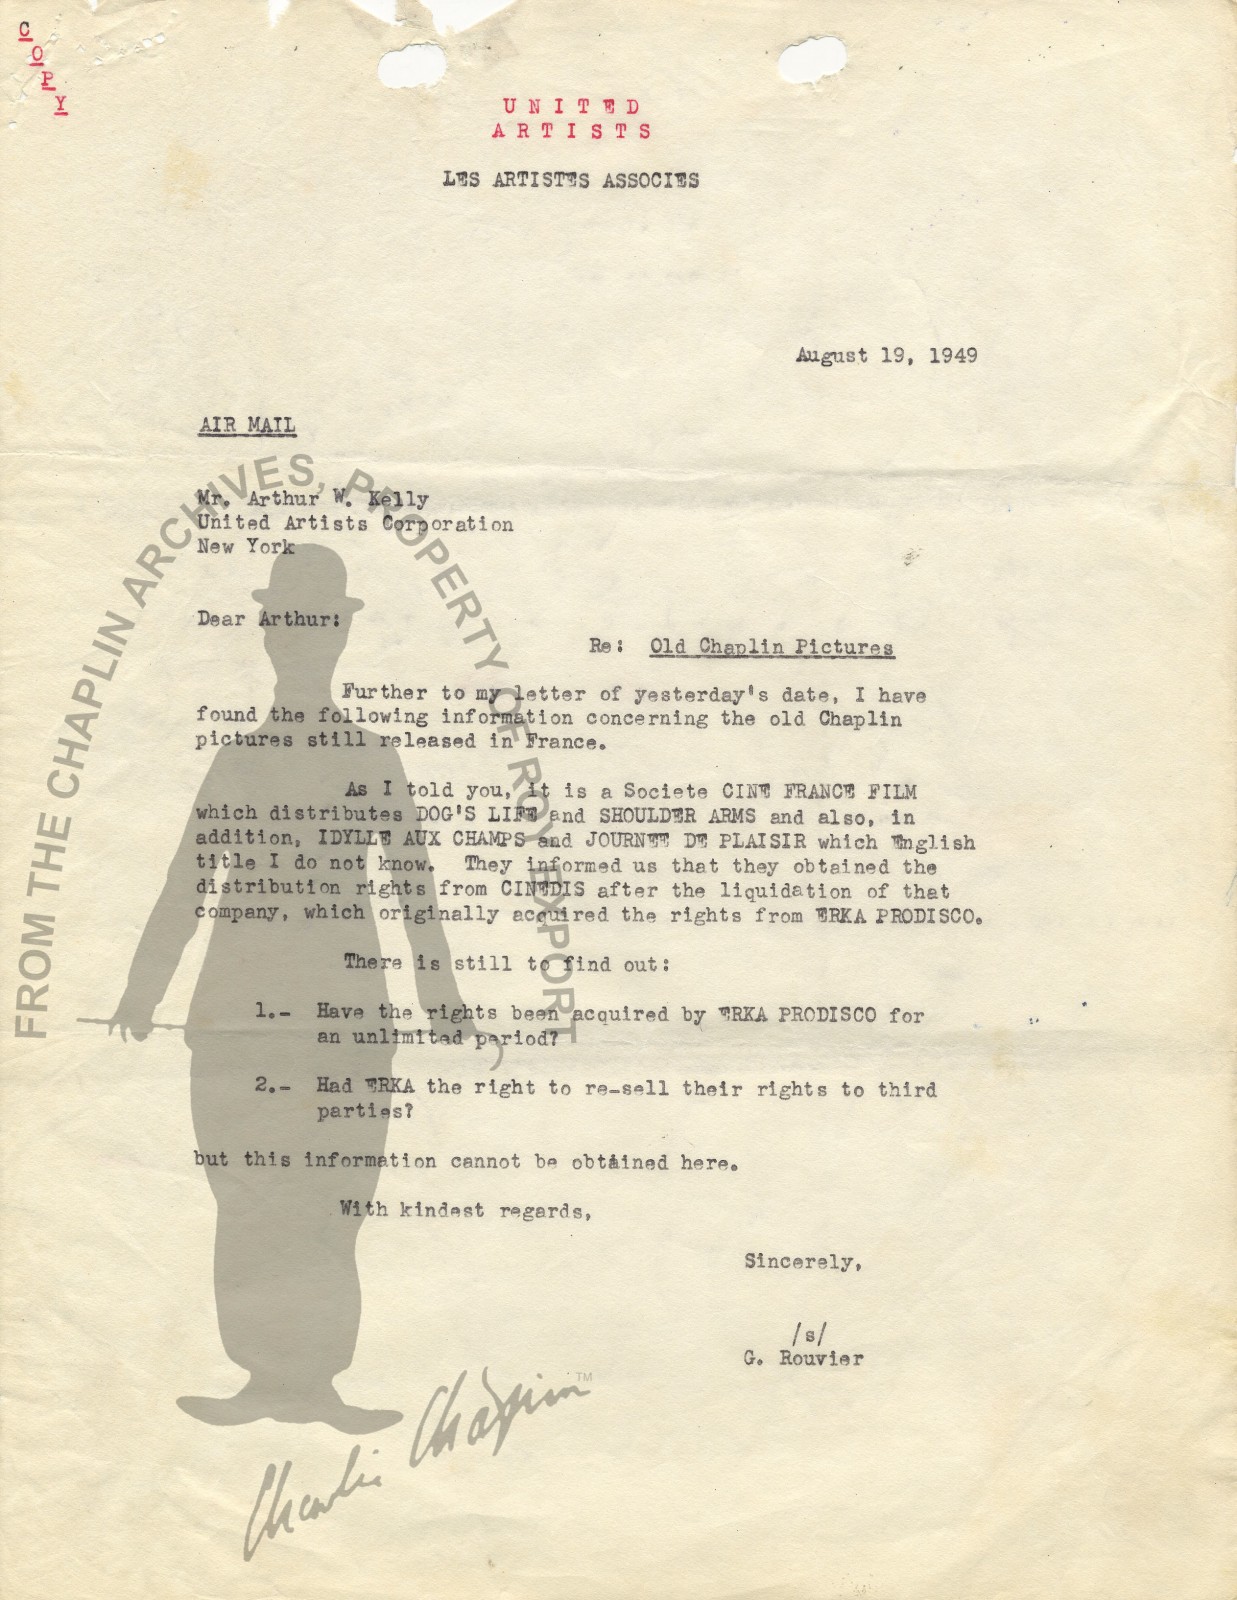 C
O
P
Y
UNITED
ARTISTS
LES ARTISTES ASSOCIES
August 19, 1949
AIR MAIL
Mr. Arthur W. Kelly
United Artists Corporation
New York
Dear Arthur:
Re: Old Chaplin Pictures
Further to my letter of yesterday's date, I have
found the following information concerning the old Chaplin
pictures still released in France.
As I told you, it is a Societe CINE FRANCE FILM
which distributes DOG'S LIFE and SHOULDER ARMS and also, in
addition, IDYLLE AUX CHAMPS and JOURNEE DE PLAISIR which English
title I do not know. They informed us that they obtained the
distribution rights from CINEDIS after the liquidation of that
company, which originally acquired the rights from ERKA PRODISCO.
There is still to find out:
1.- Have the rights been acquired by ERKA PRODISCO for
an unlimited period?
2.- Had ERKA the right to re-sell their rights to third
parties?
but this information cannot be obtained here.
With kindest regards,
Sincerely,
/s/
G. Rouvier
FROM THE CHAPLIN ARCHIVES, PROPERTY OF ROY EXPORT
Charlie Chaplin TM